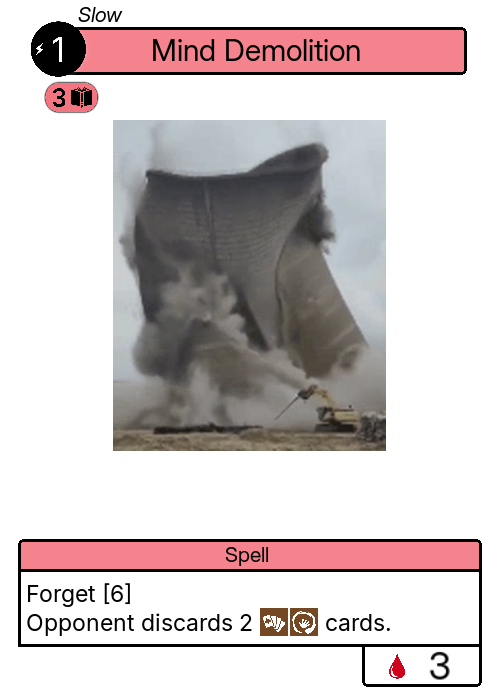 Slow
1
Mind Demolition
3
Spell
Forget [6]
Opponent discards 2 cards.
3